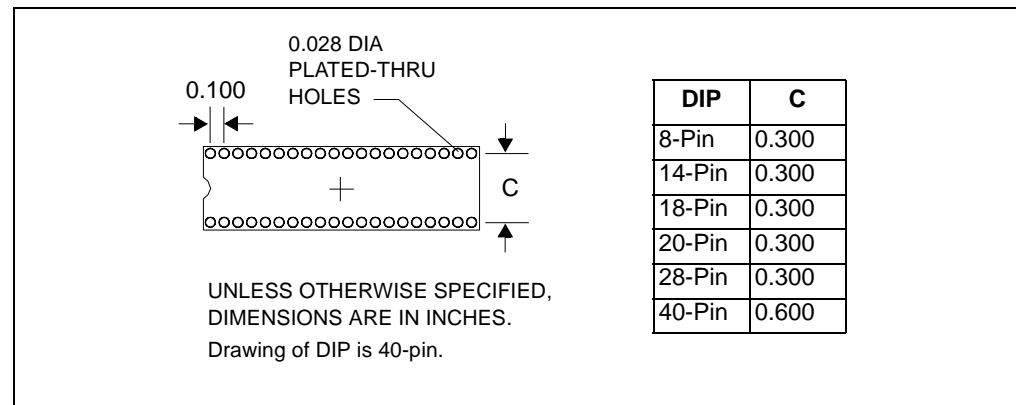 0.028 DIA
PLATED-THRU
HOLES
0.100
C
UNLESS OTHERWISE SPECIFIED,
DIMENSIONS ARE IN INCHES.
Drawing of DIP is 40-pin.
DIP C
8-Pin 0.300
14-Pin 0.300
18-Pin 0.300
20-Pin 0.300
28-Pin 0.300
40-Pin 0.600